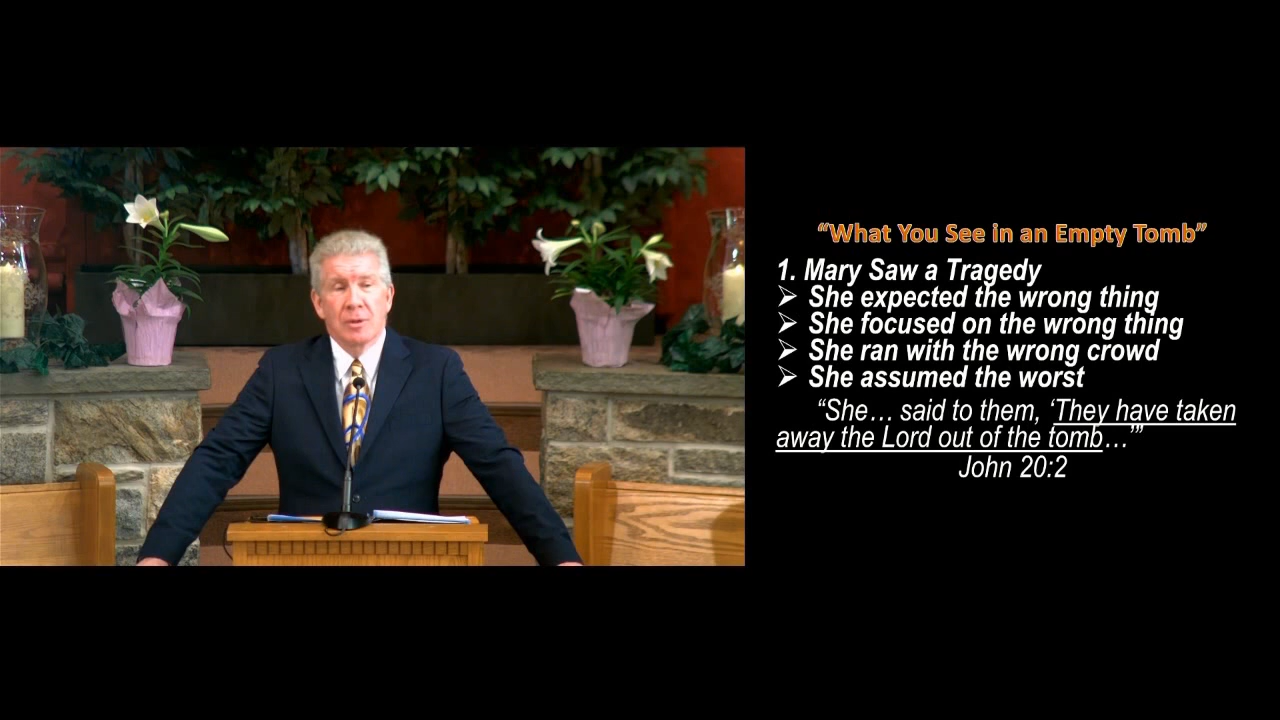 “What You See in an Empty Tomb”
1. Mary Saw a Tragedy
➢ She expected the wrong thing
➢ She focused on the wrong thing
➢ She ran with the wrong crowd
➢ She assumed the worst
“She… said to them, ‘They have taken
away the Lord out of the tomb…’”
John 20:2